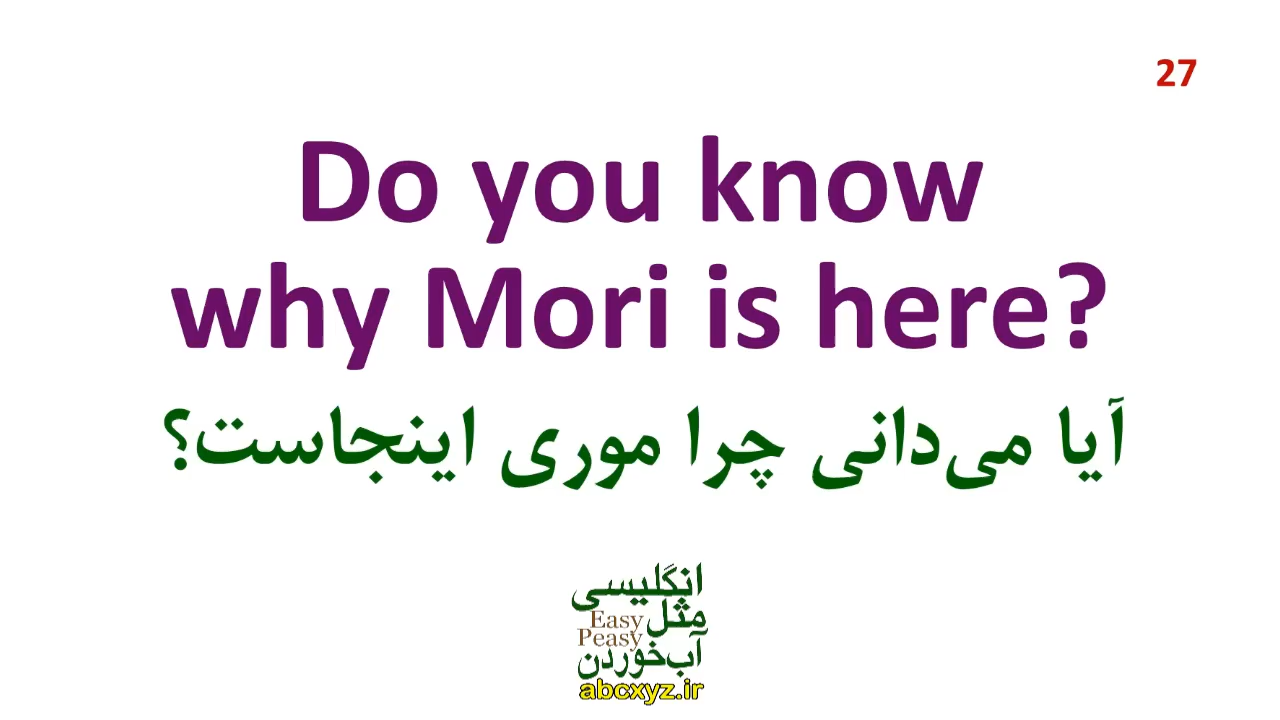 27
Do you know
why Mori is here?
آیا می‌دانی چرا موری اینجاست؟
انگلیسی
مثل
Easy
Peasy
آب‌خوردن
abcxyz.ir